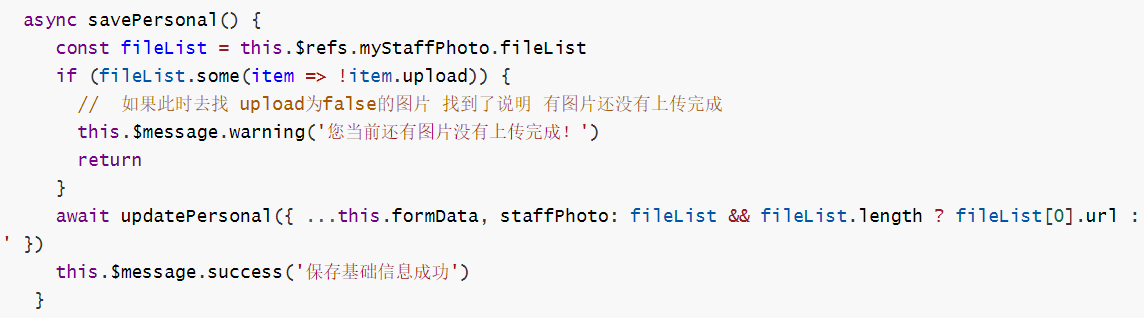 async savePersonal() {
const fileList = this.$refs.myStaffPhoto.fileList
if (fileList.some(item => !item.upload)) {
//  如果此时去找 upload为false的图片 找到了说明 有图片还没有上传完成
this.$message.warning('您当前还有图片没有上传完成！')
return
}
await updatePersonal({ ...this.formData, staffPhoto: fileList && fileList.length ? fileList[0].url :
' })
this.$message.success('保存基础信息成功')
}